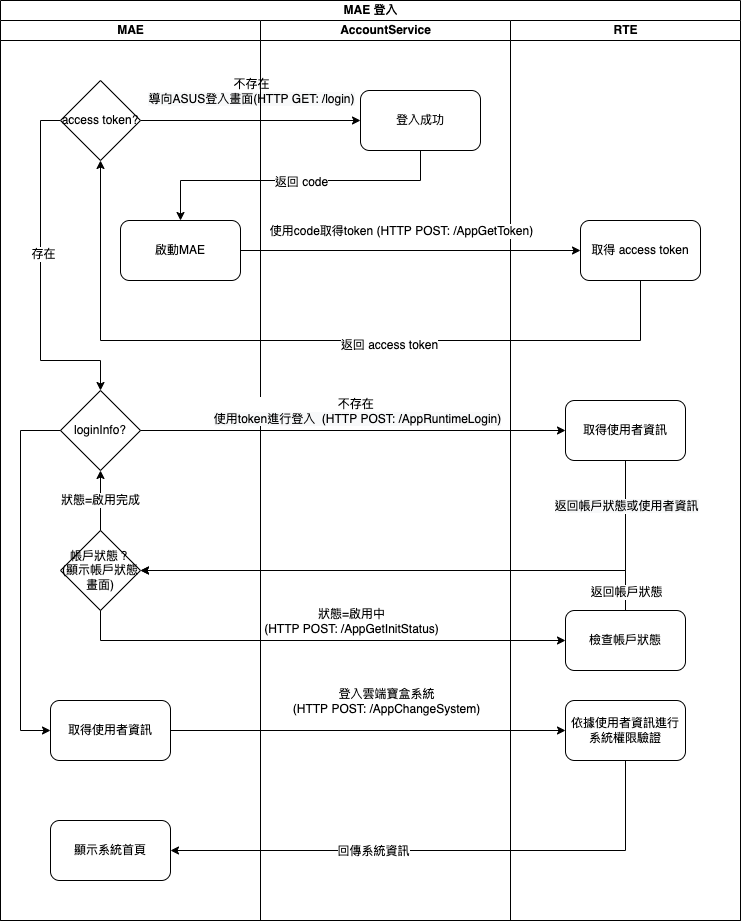 MAE 登入
MAE
AccountService
RTE
不存在
導向ASUS登入畫面(HTTP GET: /login)
access token?
登入成功
返回 code
存在
啟動MAE
使用code取得token (HTTP POST: /AppGetToken)
取得 access token
返回 access token
loginInfo?
不存在
使用token進行登入 (HTTP POST: /AppRuntimeLogin)
取得使用者資訊
狀態=啟用完成
返回帳戶狀態或使用者資訊
帳戶狀態？
(顯示帳戶狀態
畫面)
返回帳戶狀態
狀態=啟用中
(HTTP POST: /AppGetInitStatus)
檢查帳戶狀態
取得使用者資訊
登入雲端寶盒系統
(HTTP POST: /AppChangeSystem)
依據使用者資訊進行
系統權限驗證
顯示系統首頁
回傳系統資訊